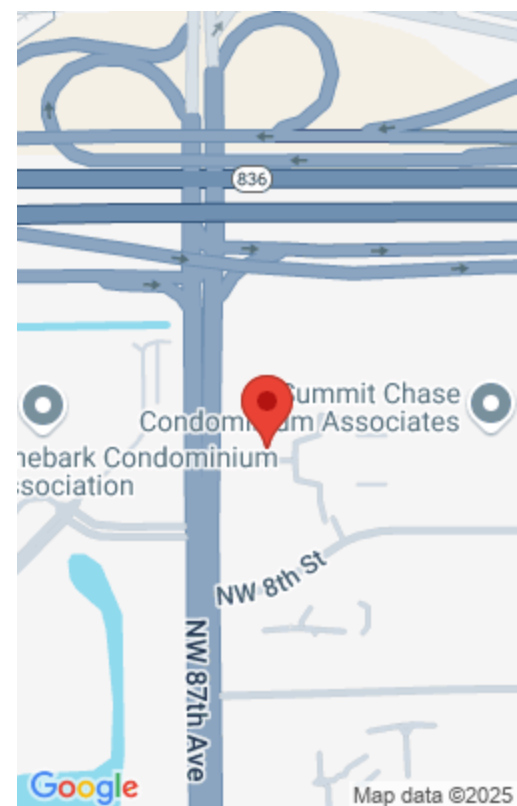 836
Summit Chase
Condominium Associates
nebark Condominium
ssociation
NW 8th St
NW 87th Ave
Google
Map data ©2025